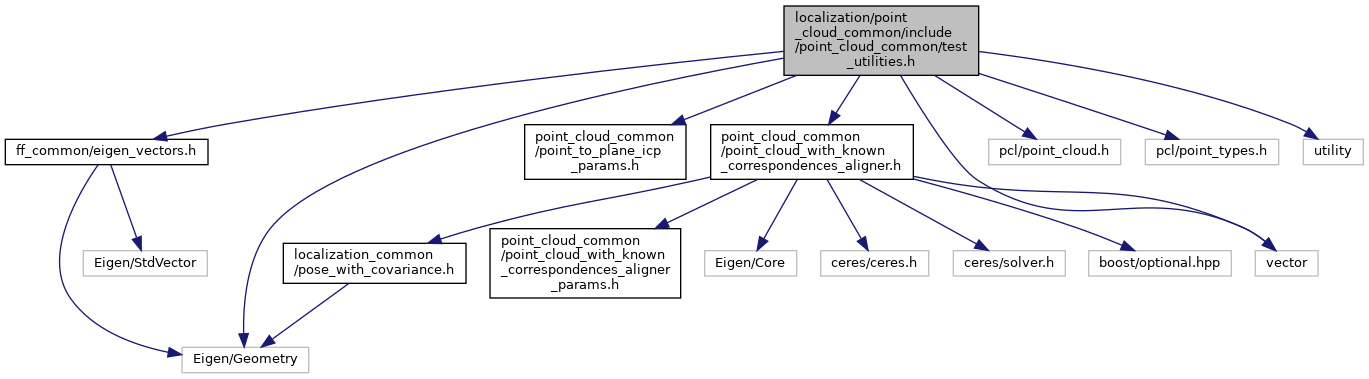 localization/point
_cloud_common/include
/point_cloud_common/test
_utilities.h
ff_common/eigen_vectors.h
point_cloud_common
/point_to_plane_icp
_params.h
point_cloud_common
/point_cloud_with_known
_correspondences_aligner.h
pcl/point_cloud.h
pcl/point_types.h
utility
Eigen/StdVector
localization_common
/pose_with_covariance.h
point_cloud_common
/point_cloud_with_known
_correspondences_aligner
_params.h
Eigen/Core
ceres/ceres.h
ceres/solver.h
boost/optional.hpp
vector
Eigen/Geometry